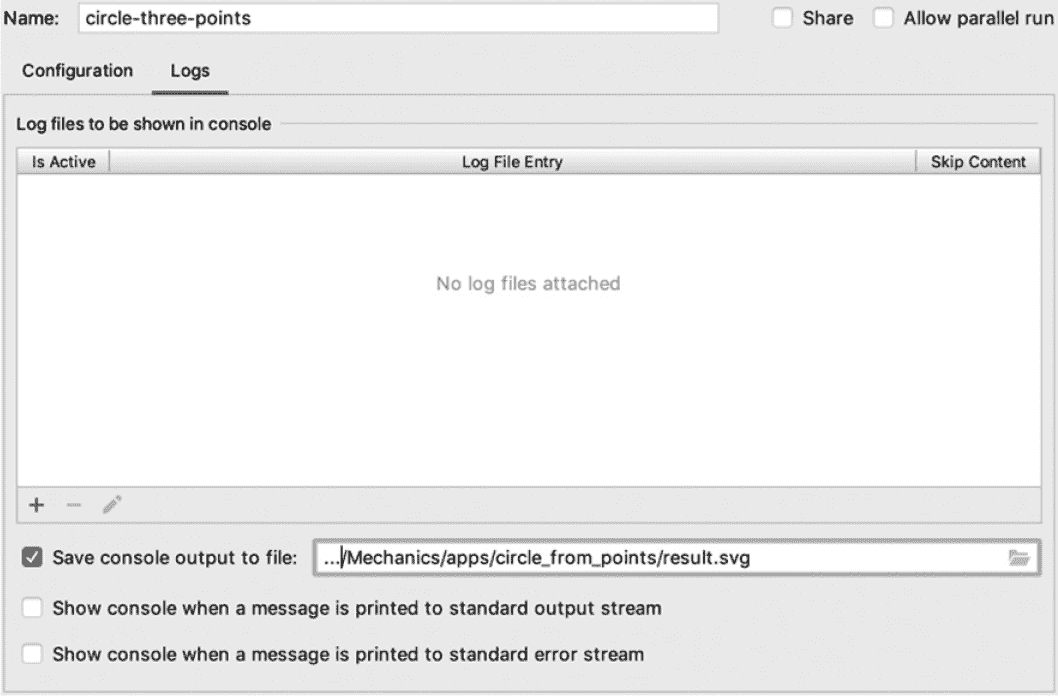 Name: circle-three-points Share Allow parallel run
Configuration Logs
Log files to be shown in console
Is Active Log File Entry Skip Content
No log files attached
Save console output to file: .../Mechanics/apps/circle_from_points/result.svg
Show console when a message is printed to standard output stream
Show console when a message is printed to standard error stream